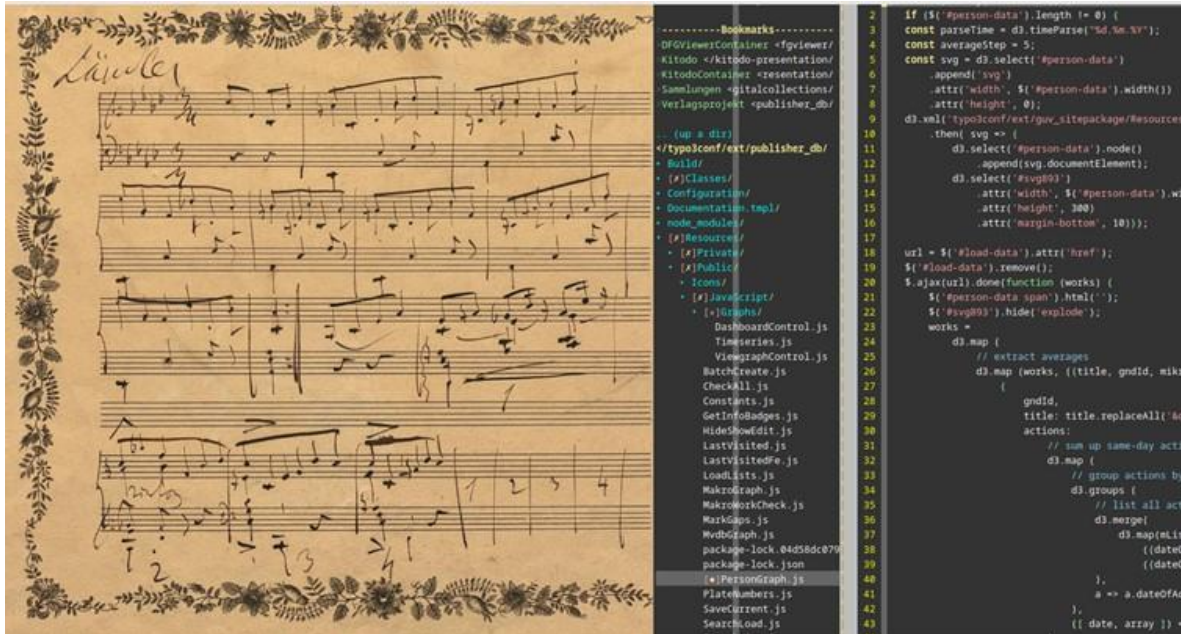 Ländler
1 2 3 4
2 3 4
----------Bookmarks----------
DFGViewerContainer <fgviewer/
Kitodo </kitodo-presentation/
KitodoContainer <resentation/
Sammlungen <gitalcollections/
Verlagsprojekt <publisher_db/
.. (up a dir)
</typo3conf/ext/publisher_db/
▸ Build/
▸ [✗]Classes/
▸ Configuration/
▸ Documentation.tmpl/
▸ node_modules/
▾ [✗]Resources/
▸ [✗]Private/
▾ [✗]Public/
▸ Icons/
▾ [✗]JavaScript/
▾ [✶]Graphs/
DashboardControl.js
Timeseries.js
ViewgraphControl.js
BatchCreate.js
CheckAll.js
Constants.js
GetInfoBadges.js
HideShowEdit.js
LastVisited.js
LastVisitedFe.js
LoadLists.js
MakroGraph.js
MakroWorkCheck.js
MarkGaps.js
MvdbGraph.js
package-lock.04d58dc079
package-lock.json
[✶]PersonGraph.js
PlateNumbers.js
SaveCurrent.js
SearchLoad.js
2 if ($('#person-data').length != 0) {
3 const parseTime = d3.timeParse("%d.%m.%Y");
4 const averageStep = 5;
5 const svg = d3.select('#person-data')
6 .append('svg')
7 .attr('width', $('#person-data').width())
8 .attr('height', 0);
9 d3.xml('typo3conf/ext/guv_sitepackage/Resources
10 .then( svg => {
11 d3.select('#person-data').node()
12 .append(svg.documentElement);
13 d3.select('#svg893')
14 .attr('width', $('#person-data').wi
15 .attr('height', 300)
16 .attr('margin-bottom', 10)});
17
18 url = $('#load-data').attr('href');
19 $('#load-data').remove();
20 $.ajax(url).done(function (works) {
21 $('#person-data span').html('');
22 $('#svg893').hide('explode');
23 works =
24 d3.map (
25 // extract averages
26 d3.map (works, ((title, gndId, mikr
27 {
28 gndId,
29 title: title.replaceAll('&
30 actions:
31 // sum up same-day acti
32 d3.map (
33 // group actions by
34 d3.groups (
35 // list all act
36 d3.merge(
37 d3.map(mLis
38 ((dateO
39 ((dateO
40 ),
41 a => a.dateOfAc
42 ),
43 ([ date, array ]) =